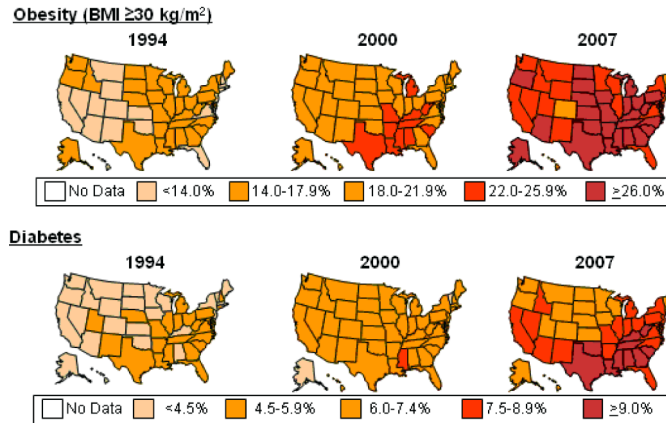 Obesity (BMI ≥30 kg/m²)
1994 2000 2007
No Data <14.0% 14.0-17.9% 18.0-21.9% 22.0-25.9% ≥26.0%
Diabetes
1994 2000 2007
No Data <4.5% 4.5-5.9% 6.0-7.4% 7.5-8.9% ≥9.0%